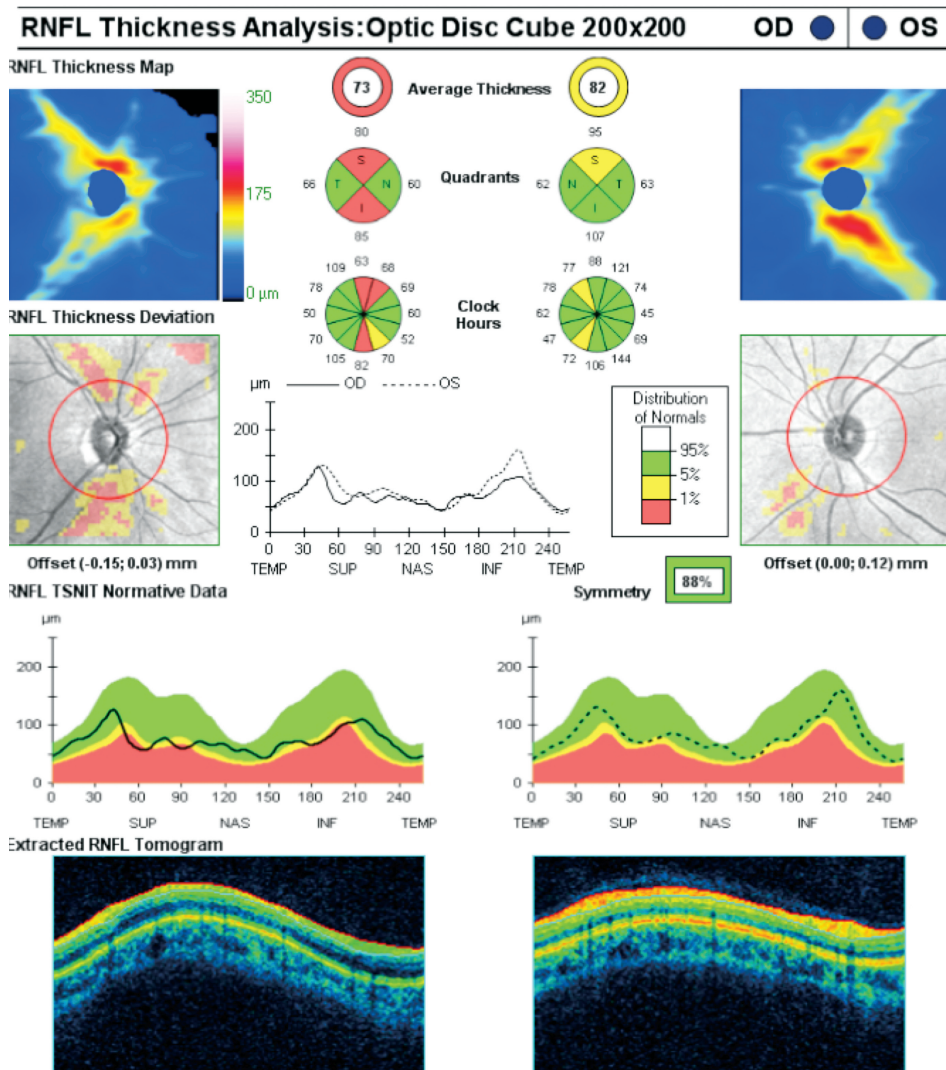 RNFL Thickness Analysis:Optic Disc Cube 200x200 OD OS
RNFL Thickness Map
350
175
0 µm
73 Average Thickness 82
80
S
66 T N 60
I
85
Quadrants
95
S
62 N T 63
I
107
63
109 68
78 69
50 60
70 52
105 70
82
Clock
Hours
88
77 121
78 74
62 45
47 69
72 144
106
RNFL Thickness Deviation
µm OD OS
200
100
0
0 30 60 90 120 150 180 210 240
TEMP SUP NAS INF TEMP
Distribution
of Normals
95%
5%
1%
Offset (-0.15; 0.03) mm
Offset (0.00; 0.12) mm
RNFL TSNIT Normative Data
Symmetry 88%
µm
200
100
0
0 30 60 90 120 150 180 210 240
TEMP SUP NAS INF TEMP
µm
200
100
0
0 30 60 90 120 150 180 210 240
TEMP SUP NAS INF TEMP
Extracted RNFL Tomogram